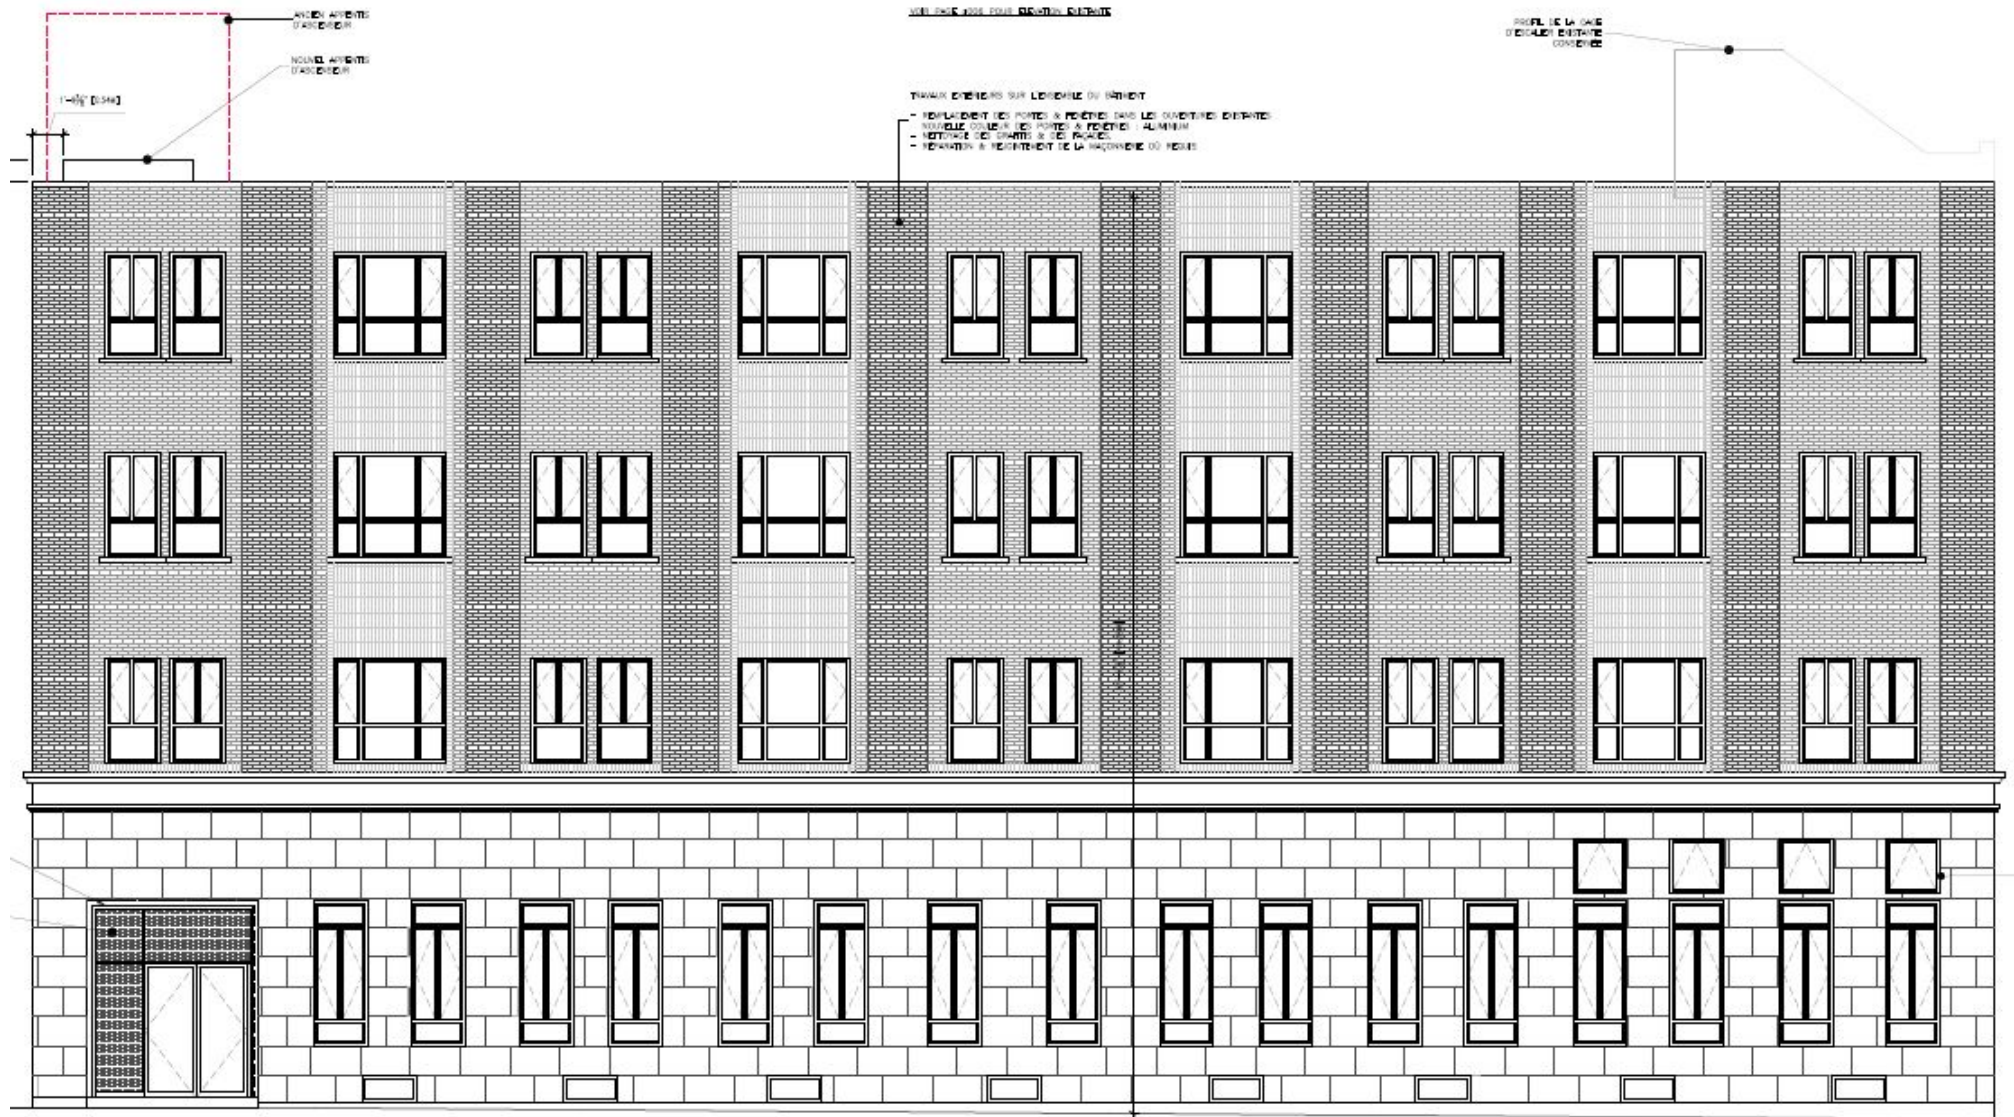 ANCIEN APPENTIS
D'ASCENSEUR
NOUVEL APPENTIS
D'ASCENSEUR
VOIR PAGE POUR ELEVATION EXISTANTE
PROFIL DE LA CAGE
D'ESCALIER EXISTANTE
CONSERVÉE
TRAVAUX EXTÉRIEURS SUR L'ENSEMBLE DU BÂTIMENT
- REMPLACEMENT DES PORTES & FENÊTRES DANS LES OUVERTURES EXISTANTES
NOUVELLE COULEUR DES PORTES & FENÊTRES : ALUMINIUM
- NETTOYAGE DES GRAFFITIS & DES FAÇADES.
- RÉPARATION & REJOINTEMENT DE LA MAÇONNERIE OÙ REQUIS